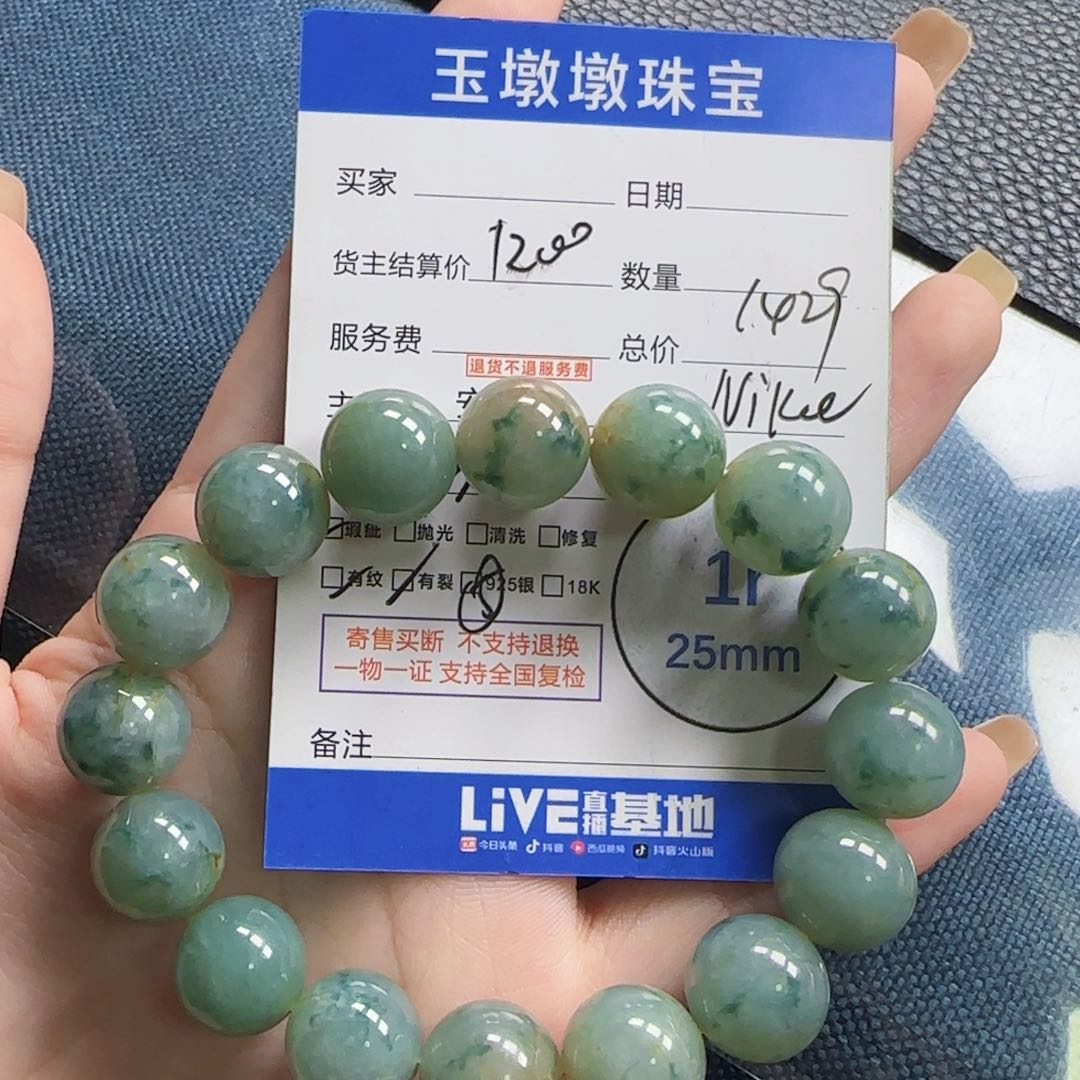 玉墩墩珠宝
买家 日期
货主结算价 1200 数量
1.429
服务费 总价
退货不退服务费
Nikee
瑕疵 抛光 清洗 修复
有纹 有裂 925银 18K
25mm
寄售买断 不支持退换
一物一证 支持全国复检
备注
LiVE直播基地
今日头条 抖音 西瓜视频 抖音火山版